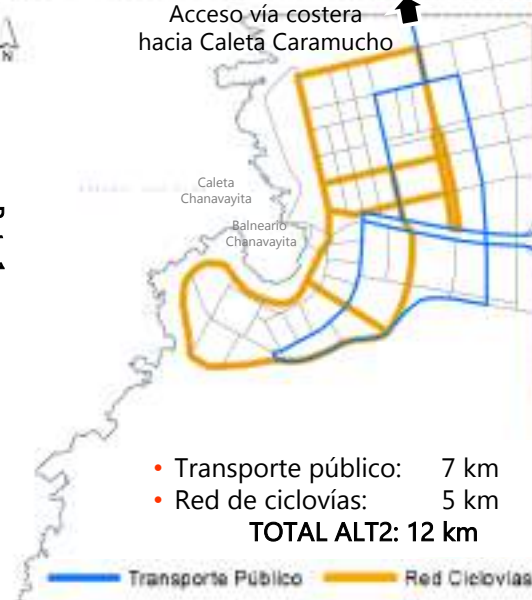 Acceso vía costera
hacia Caleta Caramucho
N
Caleta
Chanavayita
Balneario
Chanavayita
• Transporte público: 7 km
• Red de ciclovías: 5 km
TOTAL ALT2: 12 km
Transporte Público
Red Ciclovías